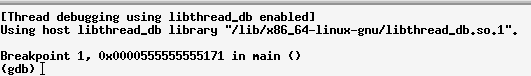 [Thread debugging using libthread_db enabled]
Using host libthread_db library "/lib/x86_64-linux-gnu/libthread_db.so.1".
Breakpoint 1, 0x0000555555555171 in main ()
(gdb)